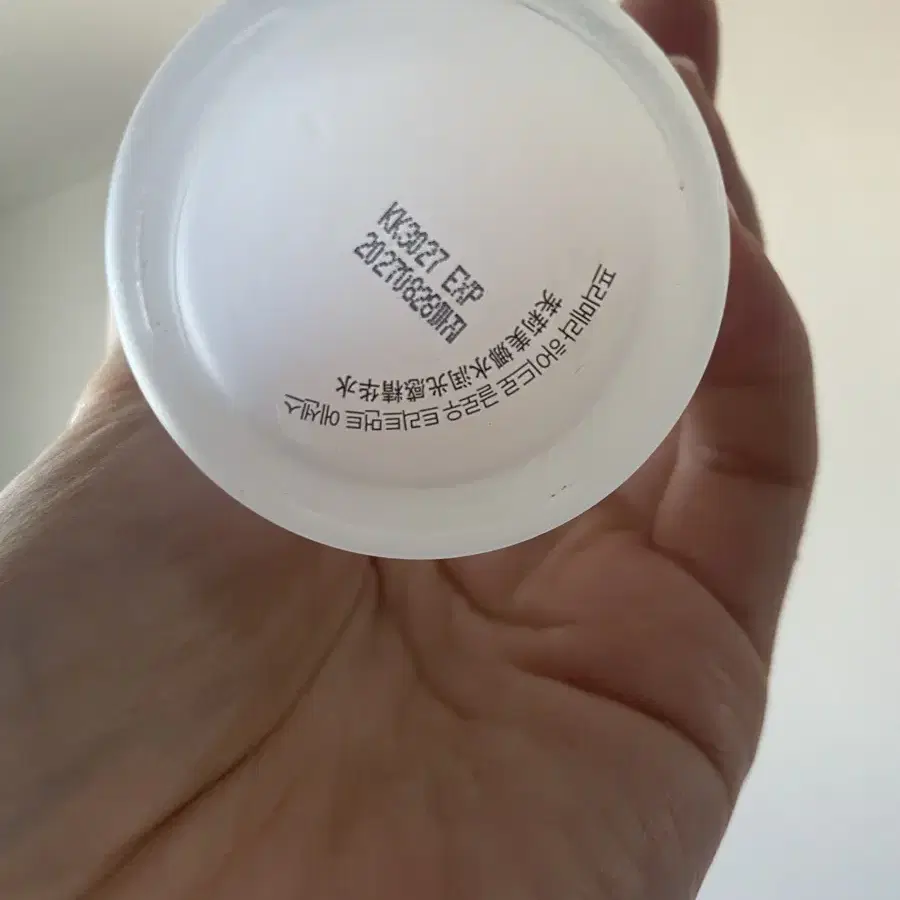 KK3027 EXP
20270828까지
프리메라 하이드로 글로우 트리트먼트 에센스
芙莉美娜水润光感精华水